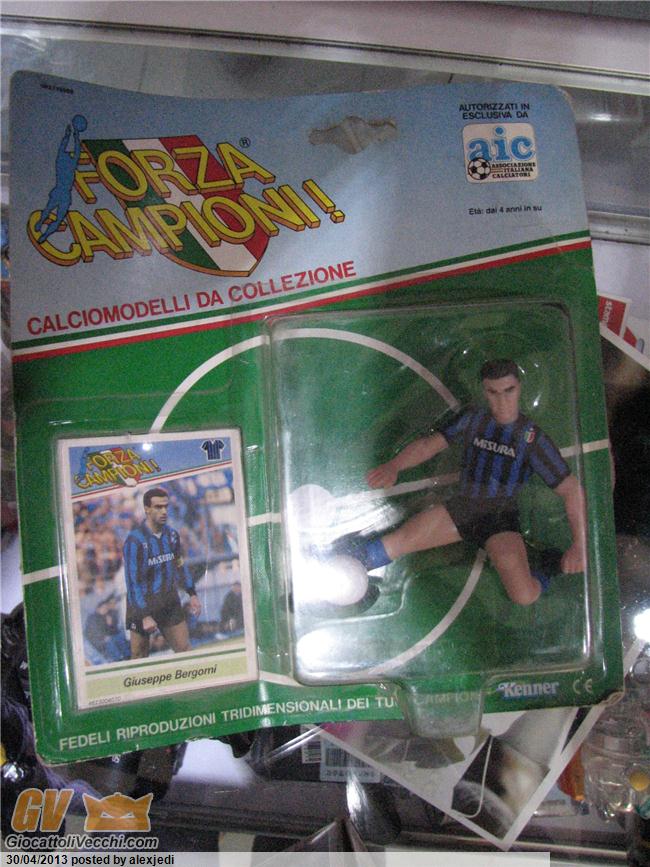 AUTORIZZATI IN
ESCLUSIVA DA
aic
ASSOCIAZIONE
ITALIANA
CALCIATORI
Età: dai 4 anni in su
FORZA
CAMPIONI!
®
CALCIOMODELLI DA COLLEZIONE
FORZA
CAMPIONI!
MISURA
MISURA
Giuseppe Bergomi
Kenner
CE
FEDELI RIPRODUZIONI TRIDIMENSIONALI DEI TUOI CAMPIONI
GV
GiocattoliVecchi.com
30/04/2013 posted by alexjedi